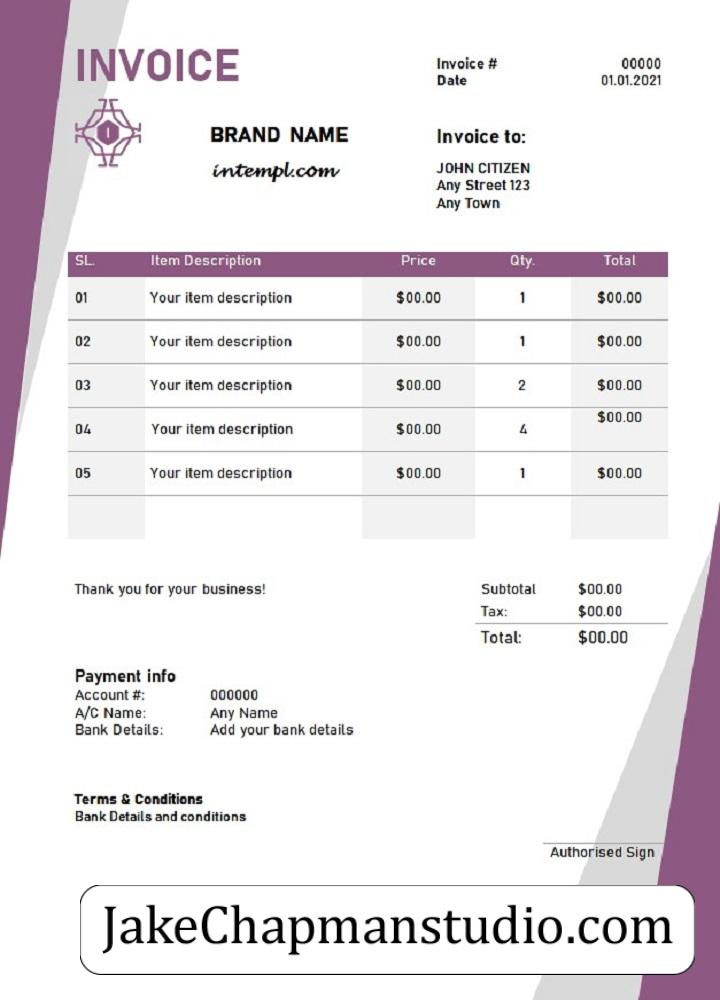 INVOICE
Invoice # 00000
Date 01.01.2021
I
BRAND NAME
intempl.com
Invoice to:
JOHN CITIZEN
Any Street 123
Any Town
SL. Item Description Price Qty. Total
01 Your item description $00.00 1 $00.00
02 Your item description $00.00 1 $00.00
03 Your item description $00.00 2 $00.00
04 Your item description $00.00 4 $00.00
05 Your item description $00.00 1 $00.00
Thank you for your business!
Subtotal $00.00
Tax: $00.00
Total: $00.00
Payment info
Account #: 000000
A/C Name: Any Name
Bank Details: Add your bank details
Terms & Conditions
Bank Details and conditions
Authorised Sign
JakeChapmanstudio.com